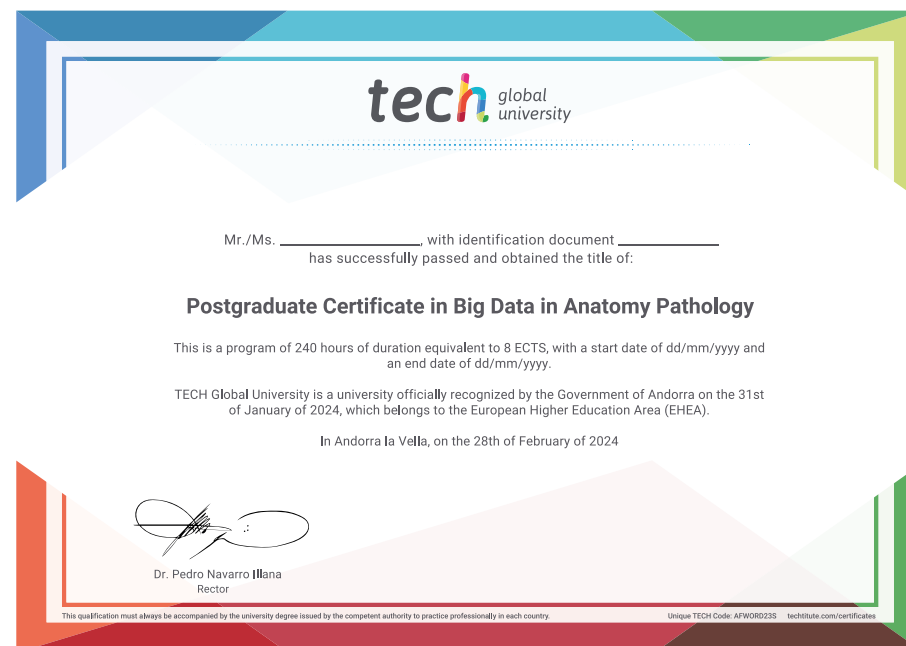 tech global university
Mr./Ms. ____________________, with identification document ______________
has successfully passed and obtained the title of:
Postgraduate Certificate in Big Data in Anatomy Pathology
This is a program of 240 hours of duration equivalent to 8 ECTS, with a start date of dd/mm/yyyy and
an end date of dd/mm/yyyy.
TECH Global University is a university officially recognized by the Government of Andorra on the 31st
of January of 2024, which belongs to the European Higher Education Area (EHEA).
In Andorra la Vella, on the 28th of February of 2024
Dr. Pedro Navarro Illana
Rector
This qualification must always be accompanied by the university degree issued by the competent authority to practice professionally in each country.
Unique TECH Code: AFWORD23S techtitute.com/certificates